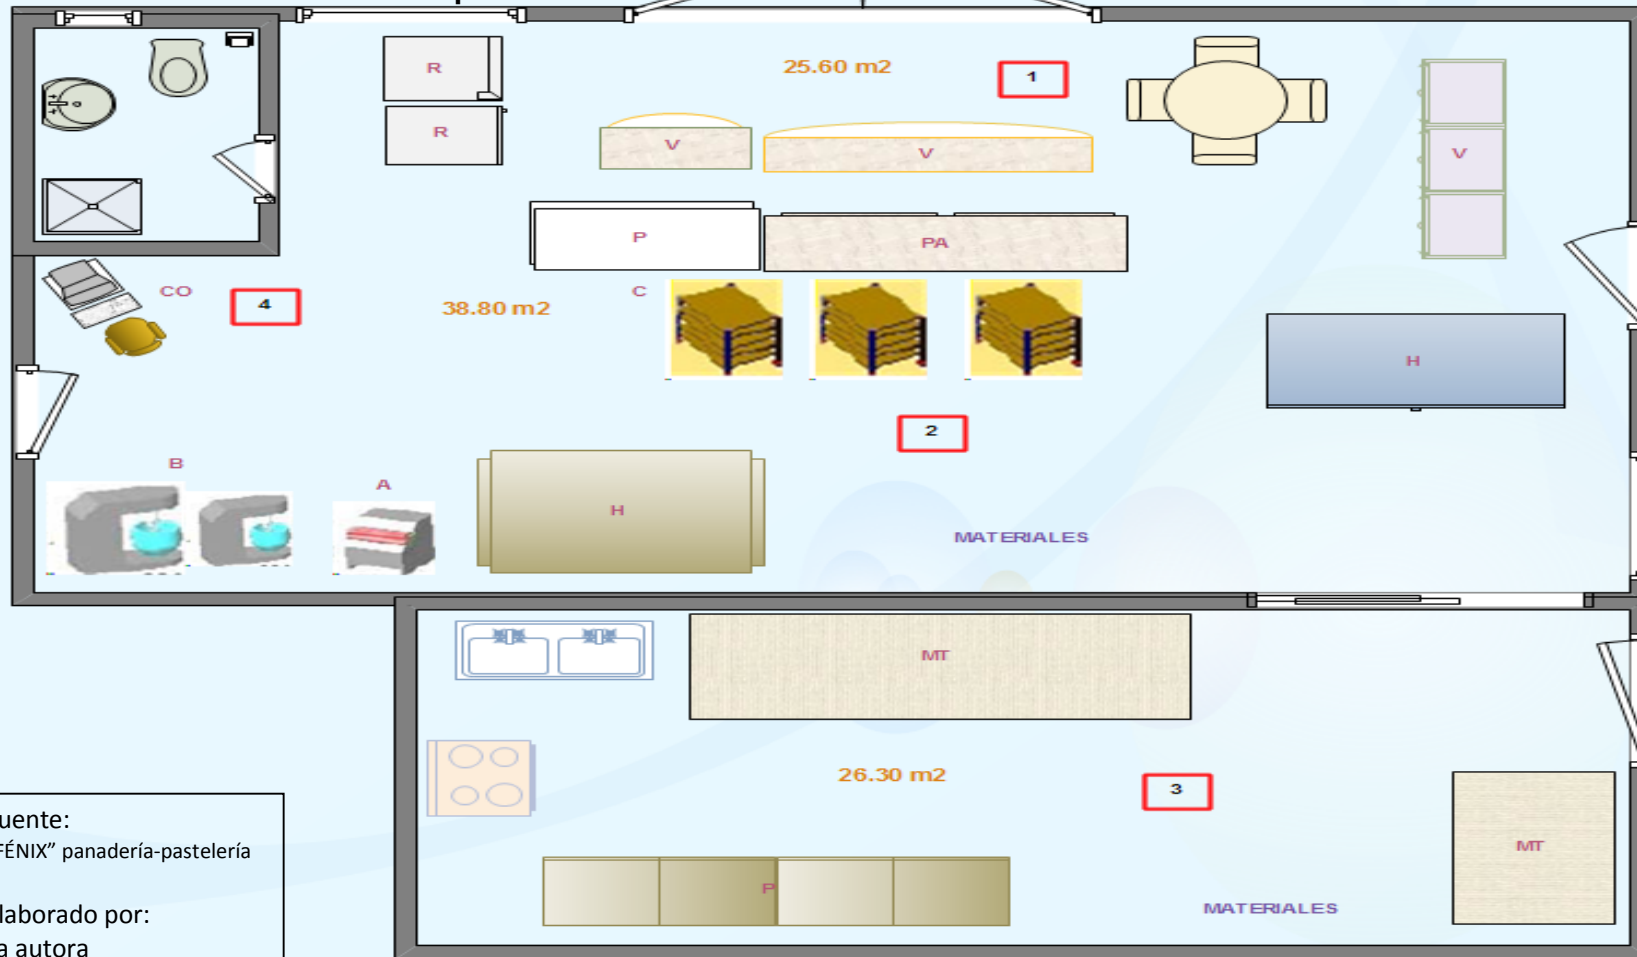 R
25.60 m2
1
R
V
V
V
P
PA
CO
4
38.80 m2
C
H
2
B
A
H
MATERIALES
MT
26.30 m2
3
MT
P
MATERIALES
uente:
FÉNIX” panadería-pastelería
laborado por:
a autora